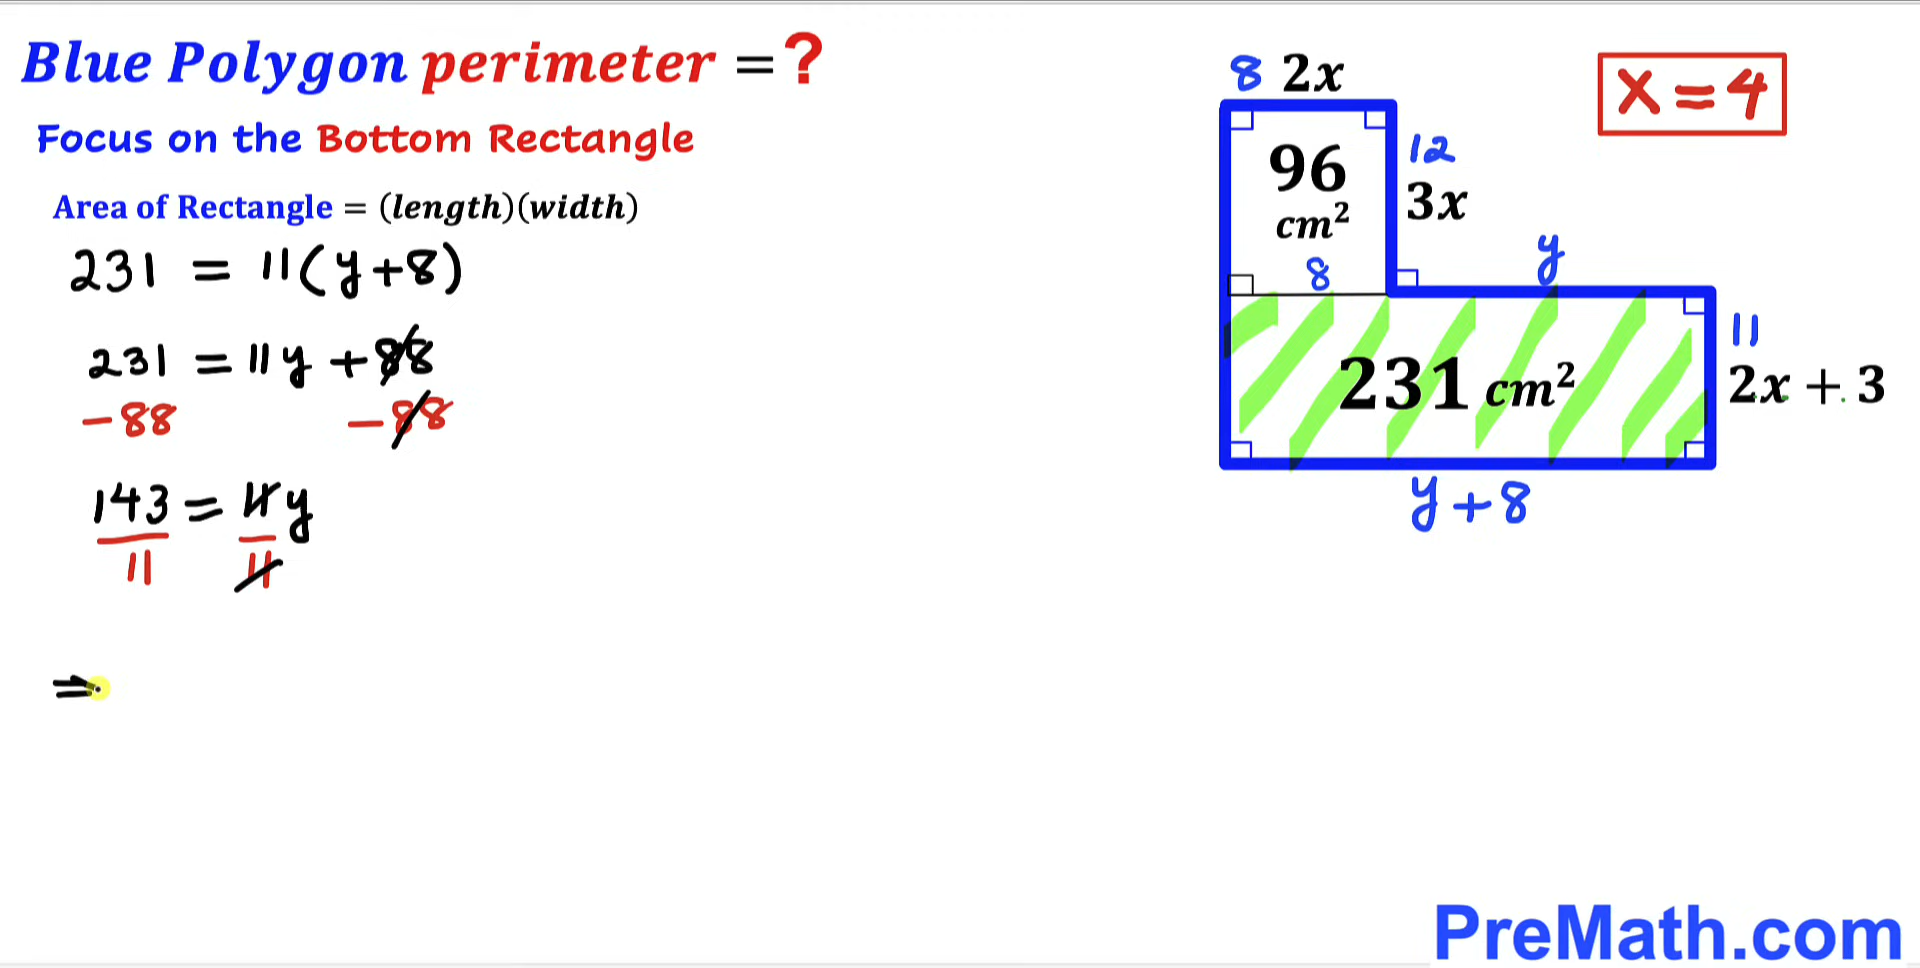 Blue Polygon perimeter = ?
Focus on the Bottom Rectangle
Area of Rectangle = (length)(width)
231 = 11(y+8)
231 = 11y + 88
-88 -88
143 = 11y
11 11
⇒
8 2x
x = 4
96
cm²
8
12
3x
y
11
2x + 3
231 cm²
y + 8
PreMath.com